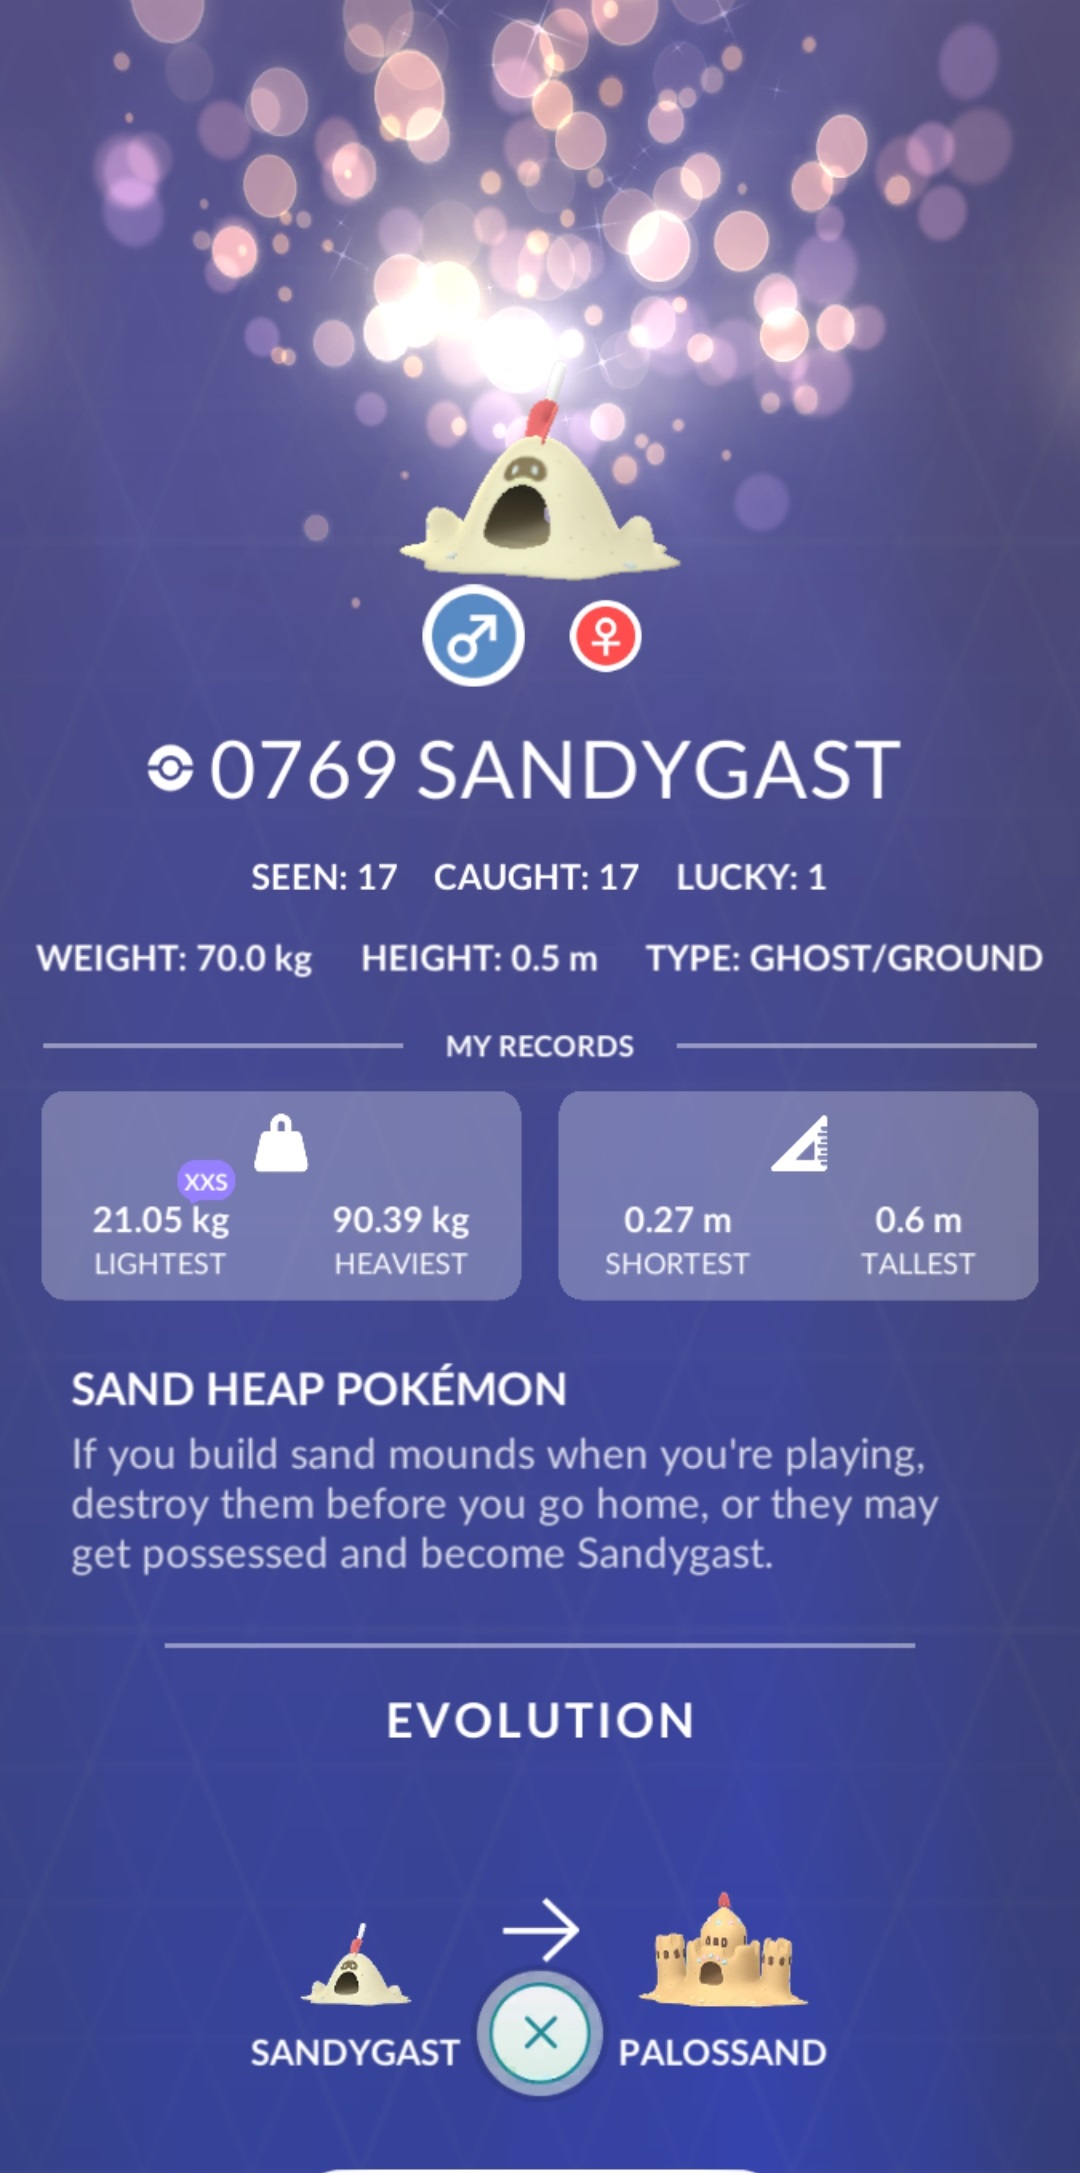 0769 SANDYGAST
SEEN: 17 CAUGHT: 17 LUCKY: 1
WEIGHT: 70.0 kg HEIGHT: 0.5 m TYPE: GHOST/GROUND
MY RECORDS
XXS
21.05 kg 90.39 kg 0.27 m 0.6 m
LIGHTEST HEAVIEST SHORTEST TALLEST
SAND HEAP POKÉMON
If you build sand mounds when you're playing,
destroy them before you go home, or they may
get possessed and become Sandygast.
EVOLUTION
SANDYGAST PALOSSAND